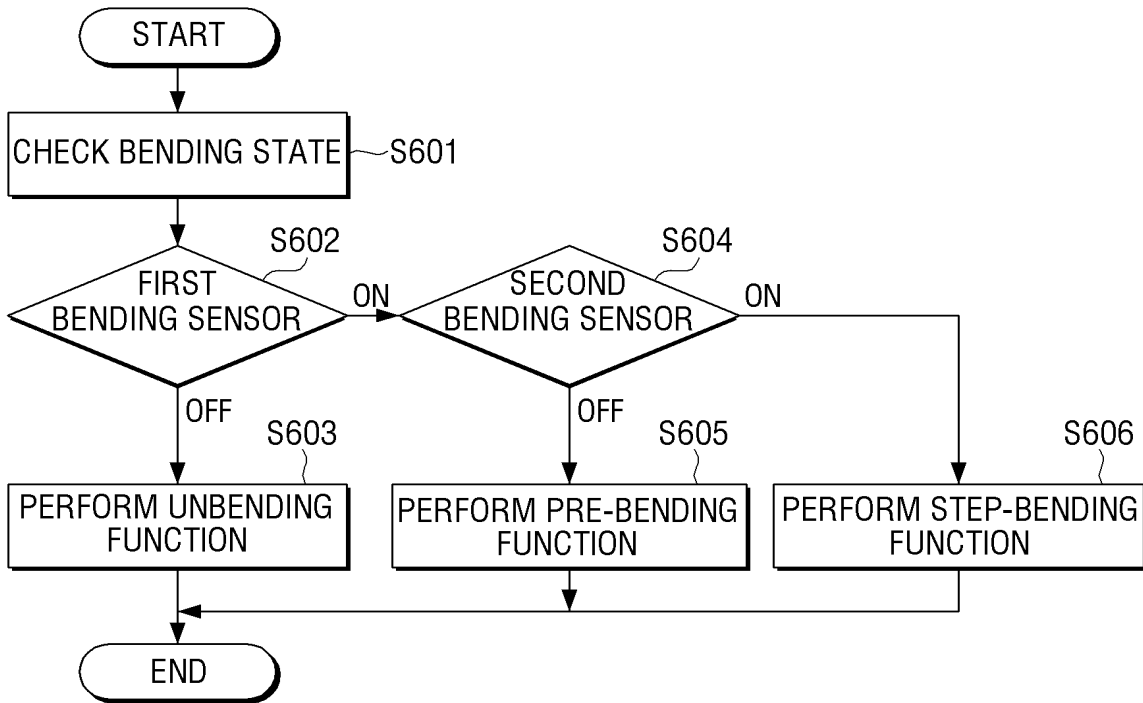 START
CHECK BENDING STATE
S601
S602
FIRST
BENDING SENSOR
ON
S604
SECOND
BENDING SENSOR
ON
OFF
OFF
S603
PERFORM UNBENDING
FUNCTION
S605
PERFORM PRE-BENDING
FUNCTION
S606
PERFORM STEP-BENDING
FUNCTION
END